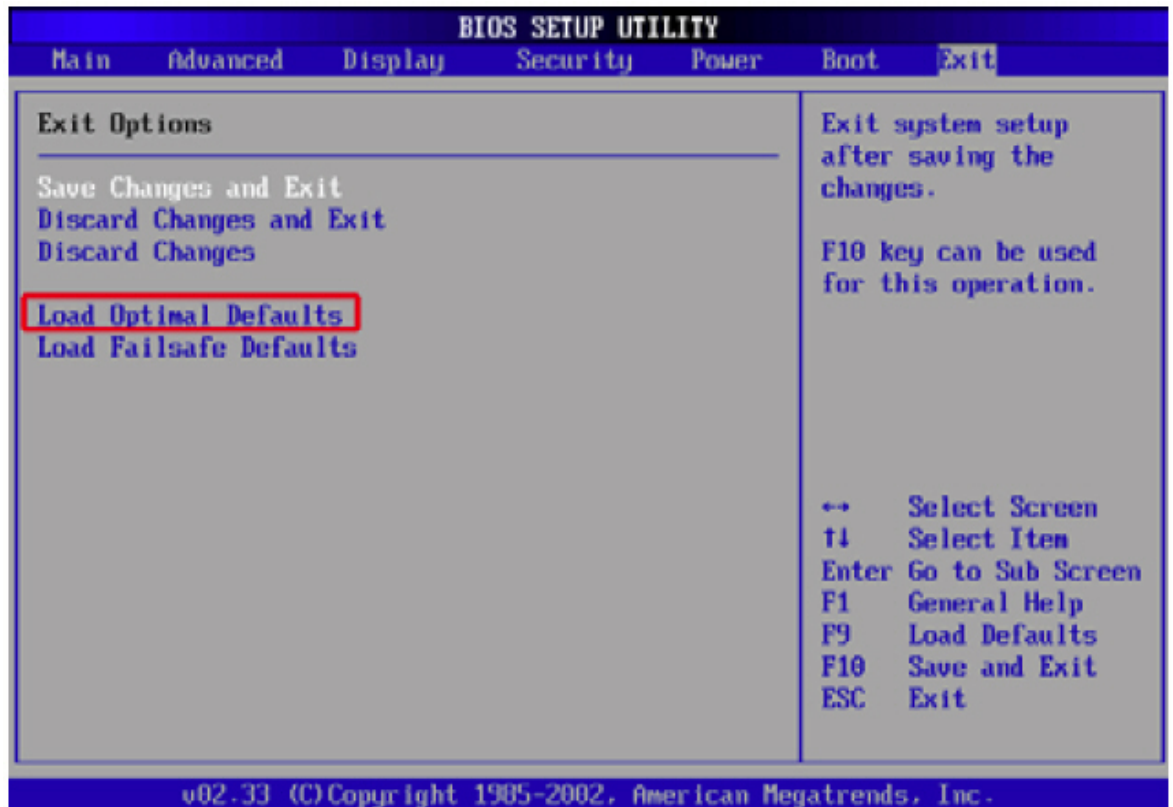 BIOS SETUP UTILITY
Main Advanced Display Security Power Boot Exit
Exit Options
Save Changes and Exit
Discard Changes and Exit
Discard Changes
Load Optimal Defaults
Load Failsafe Defaults
Exit system setup
after saving the
changes.
F10 key can be used
for this operation.
←→ Select Screen
↑↓ Select Item
Enter Go to Sub Screen
F1 General Help
F9 Load Defaults
F10 Save and Exit
ESC Exit
v02.33 (C)Copyright 1985-2002, American Megatrends, Inc.